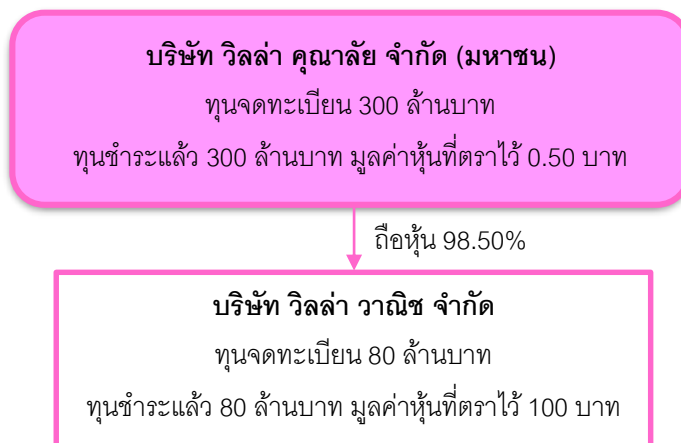 บริษัท วิลล่า คุณาลัย จำกัด (มหาชน)
ทุนจดทะเบียน 300 ล้านบาท
ทุนชำระแล้ว 300 ล้านบาท มูลค่าหุ้นที่ตราไว้ 0.50 บาท
ถือหุ้น 98.50%
บริษัท วิลล่า วาณิช จำกัด
ทุนจดทะเบียน 80 ล้านบาท
ทุนชำระแล้ว 80 ล้านบาท มูลค่าหุ้นที่ตราไว้ 100 บาท